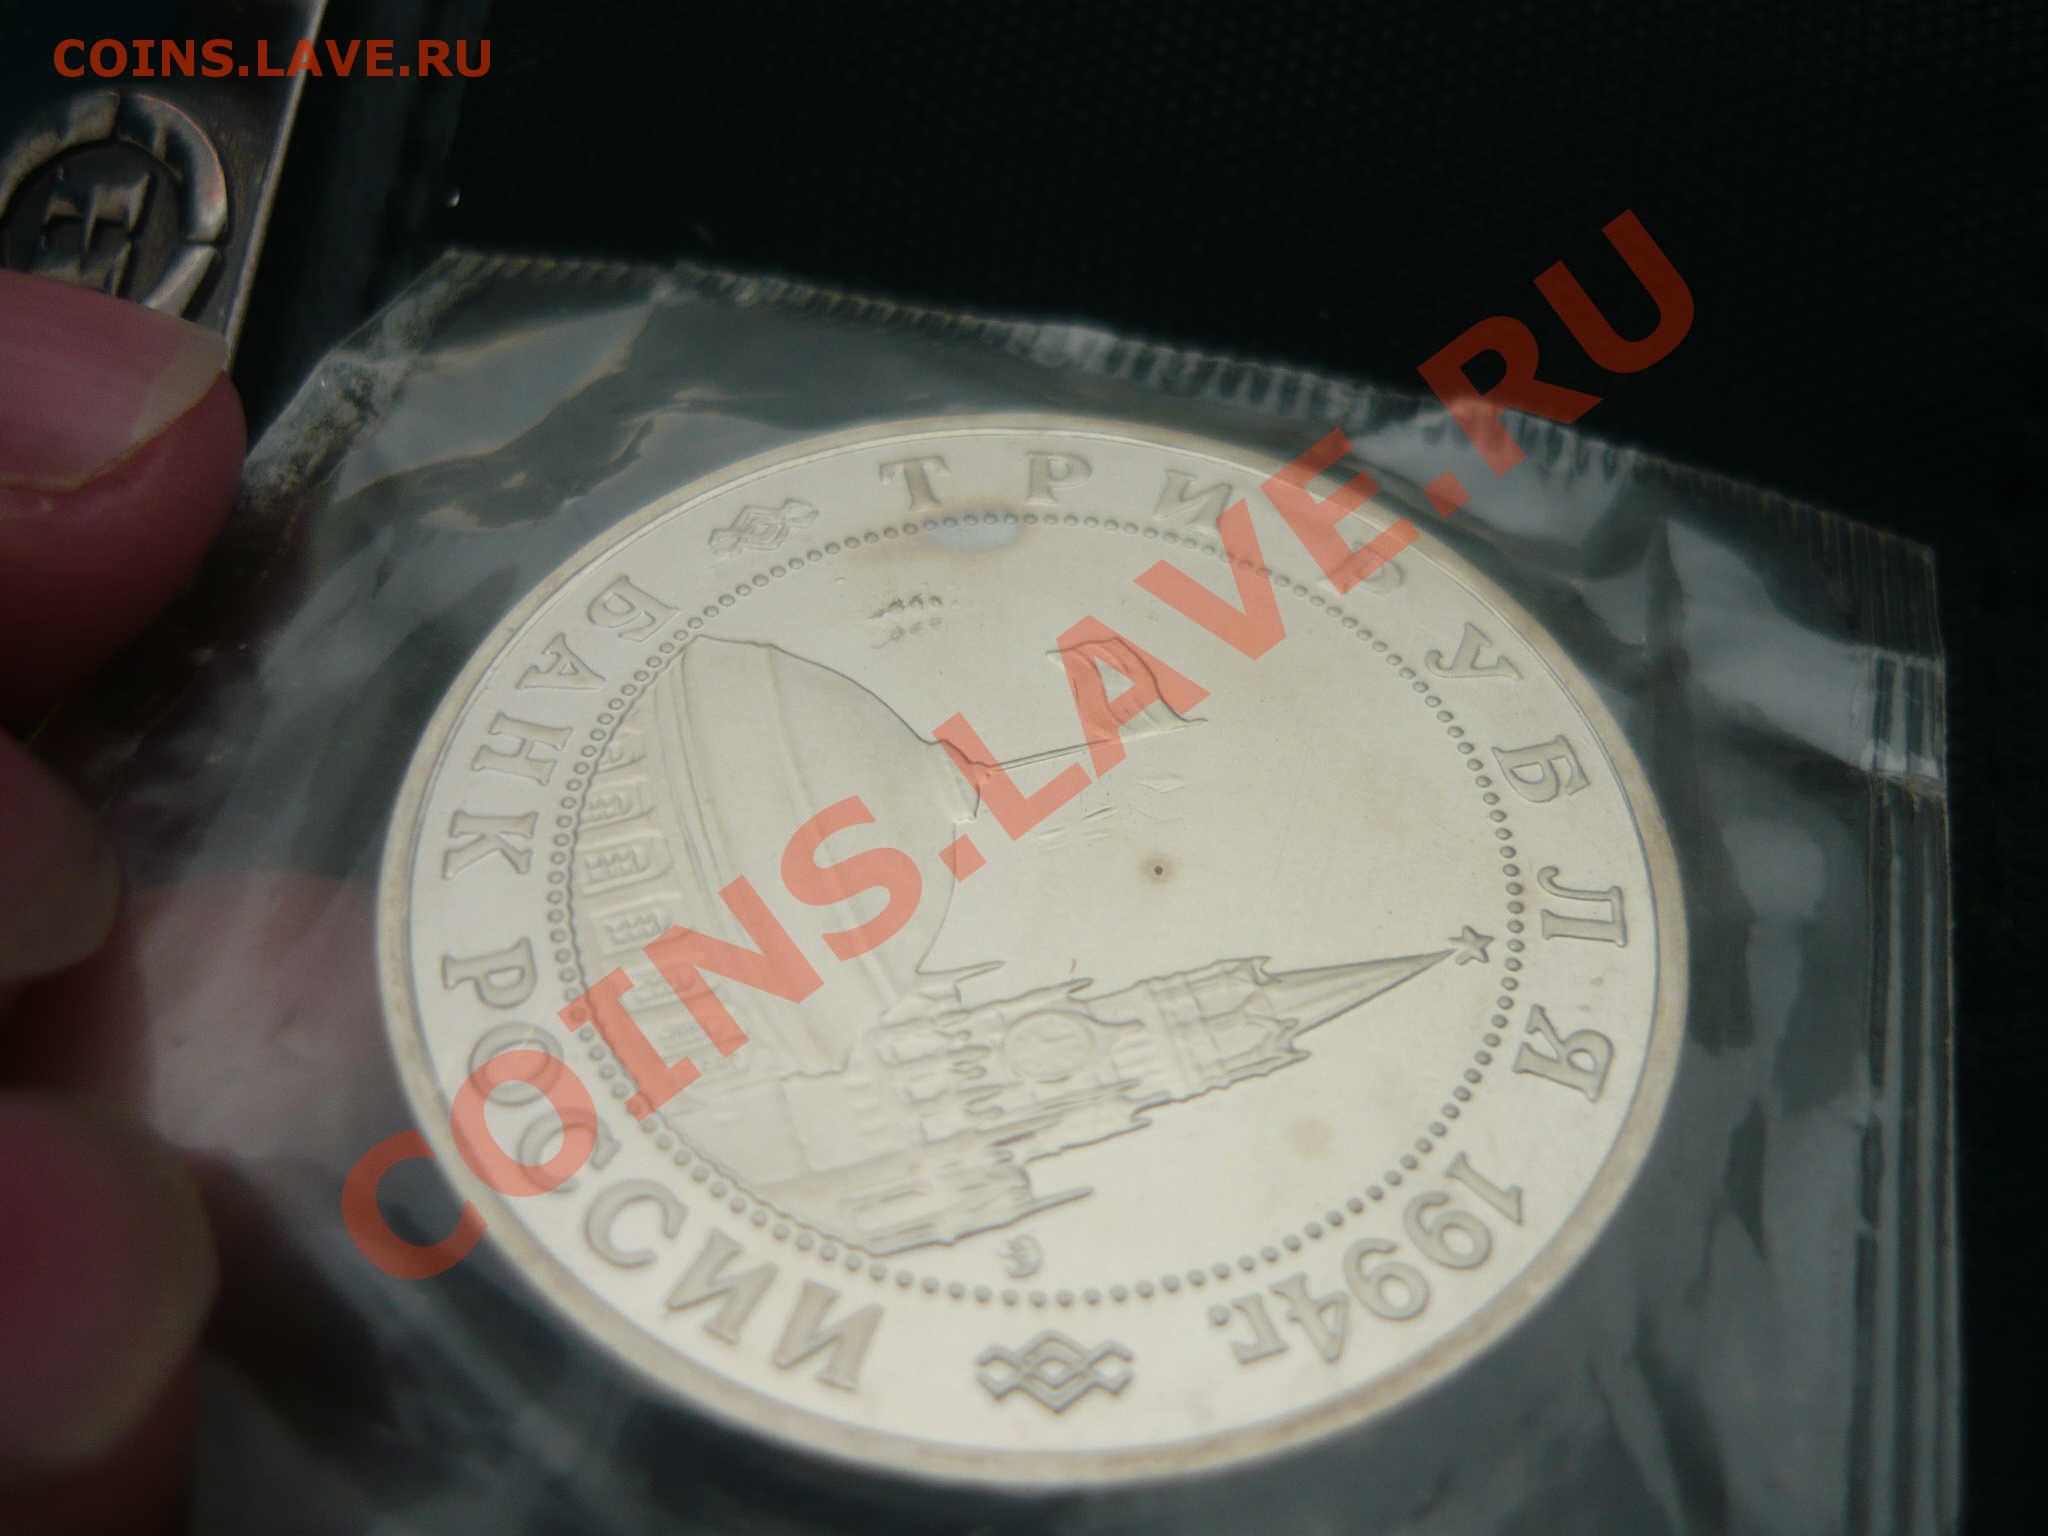 COINS.LAVE.RU
COINS.LAVE.RU
БАНК РОССИИ
ТРИ РУБЛЯ
1994г.